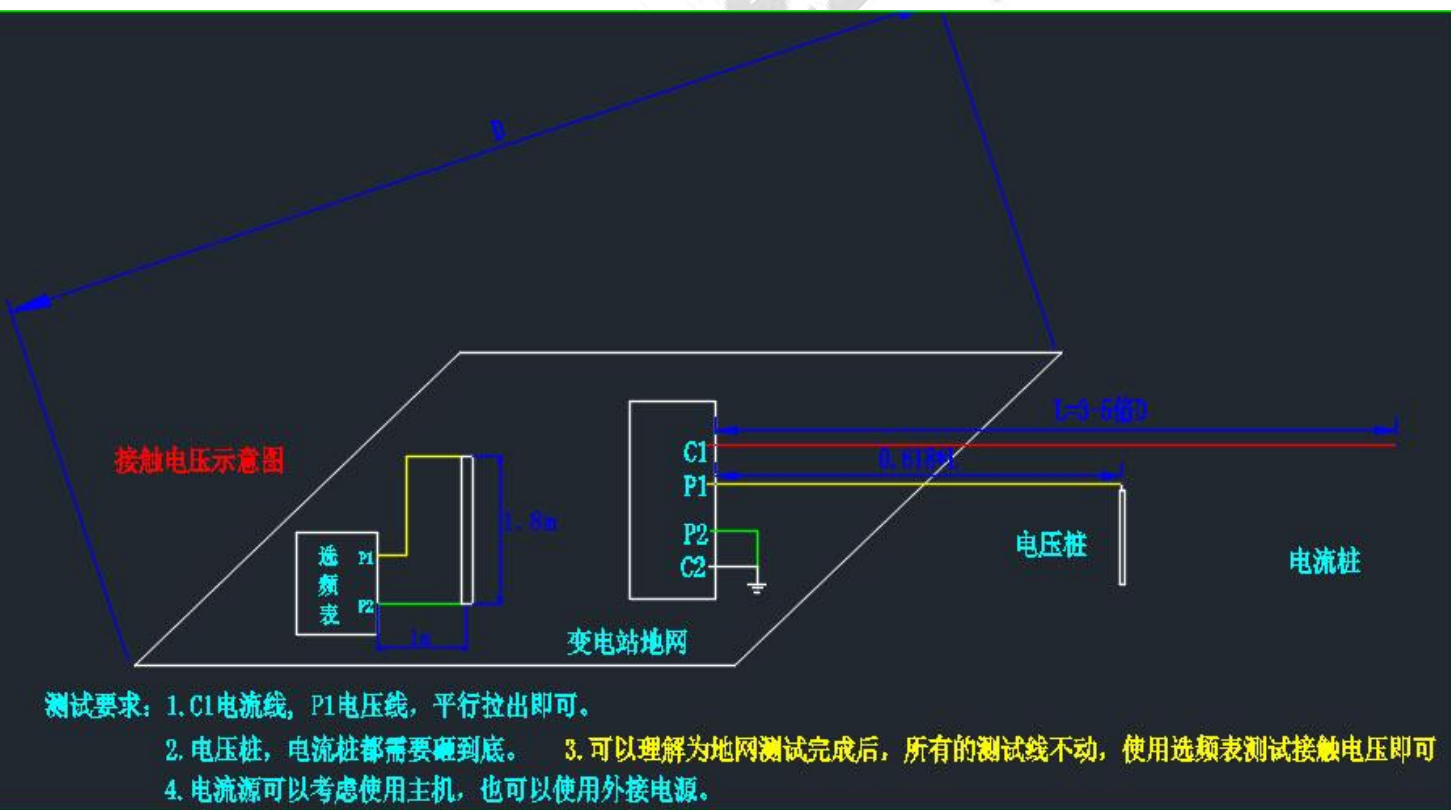 D
L=3-5倍D
接触电压示意图
C1
0.618*L
P1
1.8m
P2
电压桩
选频表
P1
C2
电流桩
P2
1m
变电站地网
测试要求：1.C1电流线，P1电压线，平行拉出即可。
2.电压桩，电流桩都需要砸到底。 3.可以理解为地网测试完成后，所有的测试线不动，使用选频表测试接触电压即可
4.电流源可以考虑使用主机，也可以使用外接电源。